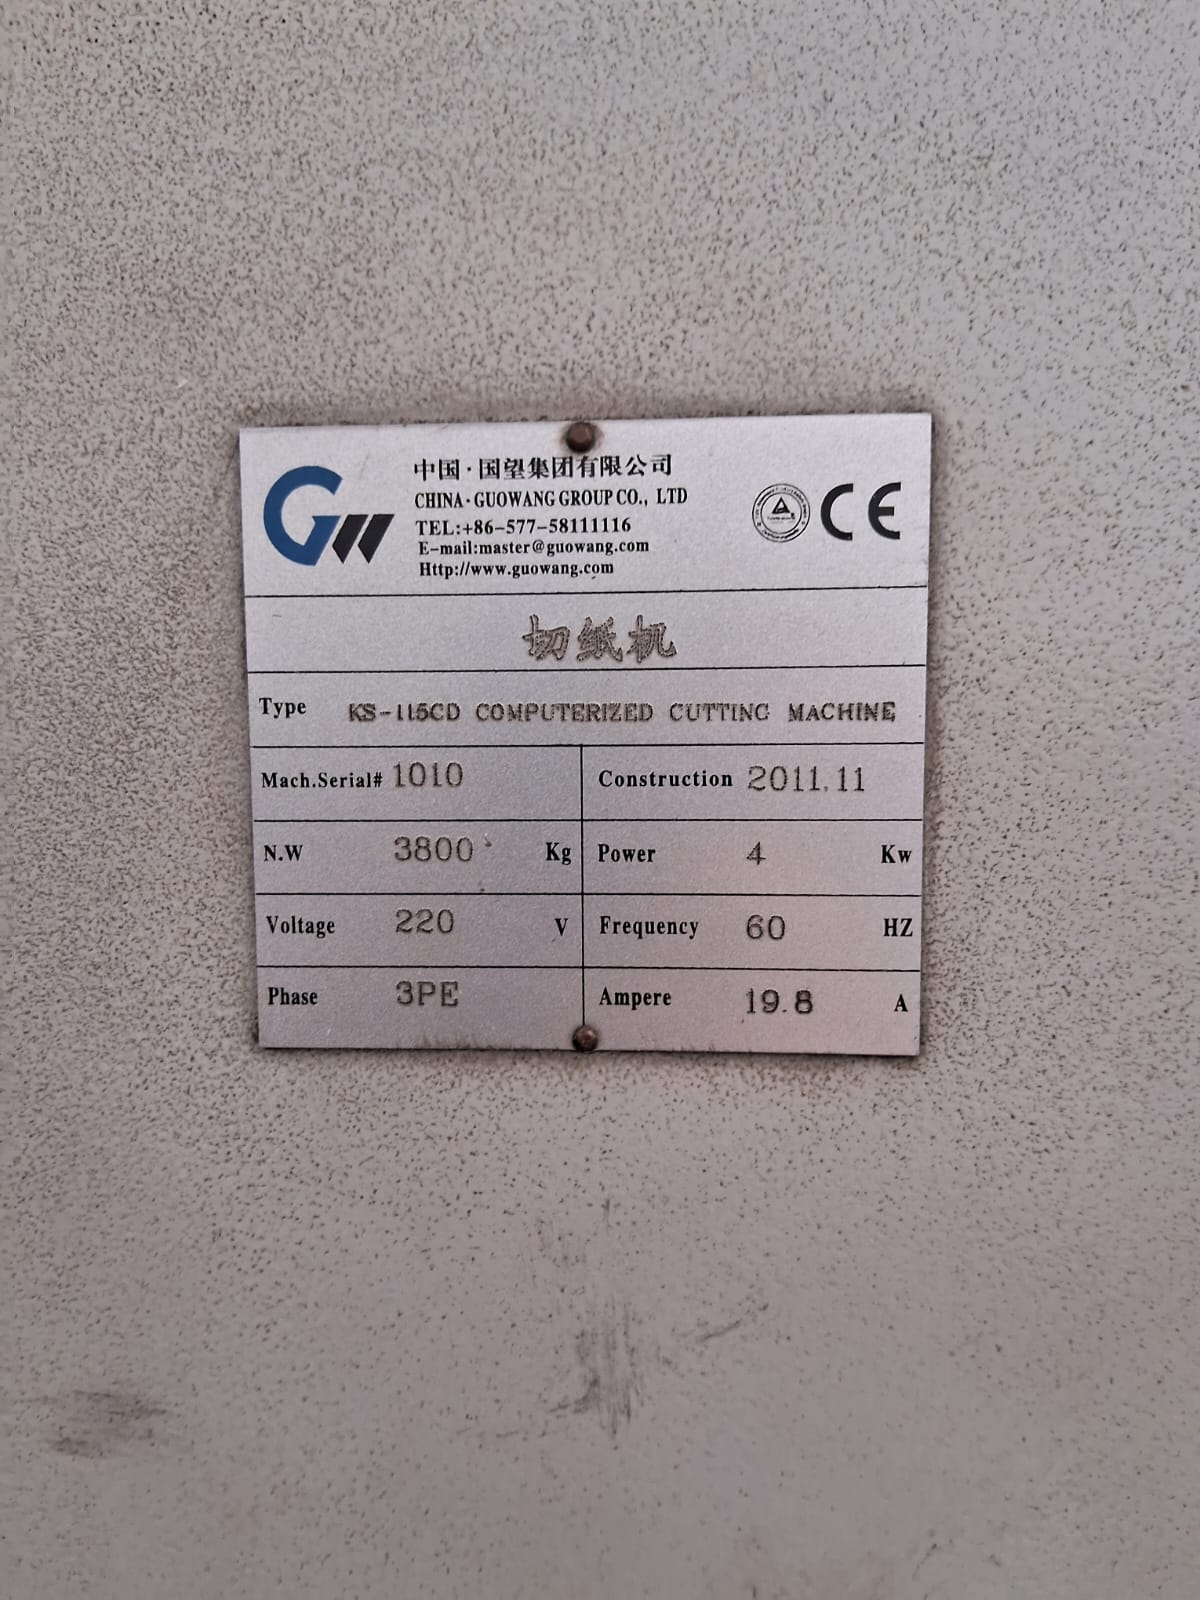 GW
中国·国望集团有限公司
CHINA·GUOWANG GROUP CO., LTD
TEL:+86-577-58111116
E-mail:master@guowang.com
Http://www.guowang.com
CE
切纸机
Type KS-115CD COMPUTERIZED CUTTING MACHINE
Mach.Serial# 1010 Construction 2011.11
N.W 3800 Kg Power 4 Kw
Voltage 220 V Frequency 60 HZ
Phase 3PE Ampere 19.8 A